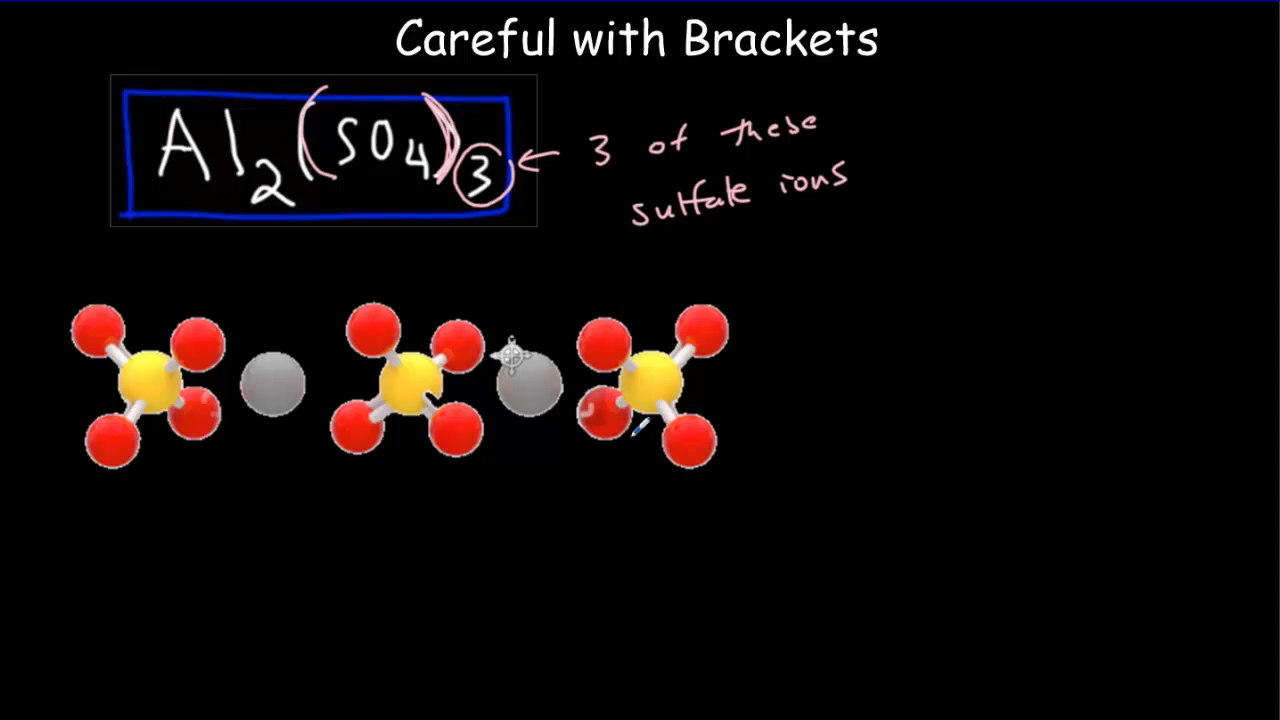 Careful with Brackets
Al₂(SO₄)₃ ← 3 of these
sulfate ions